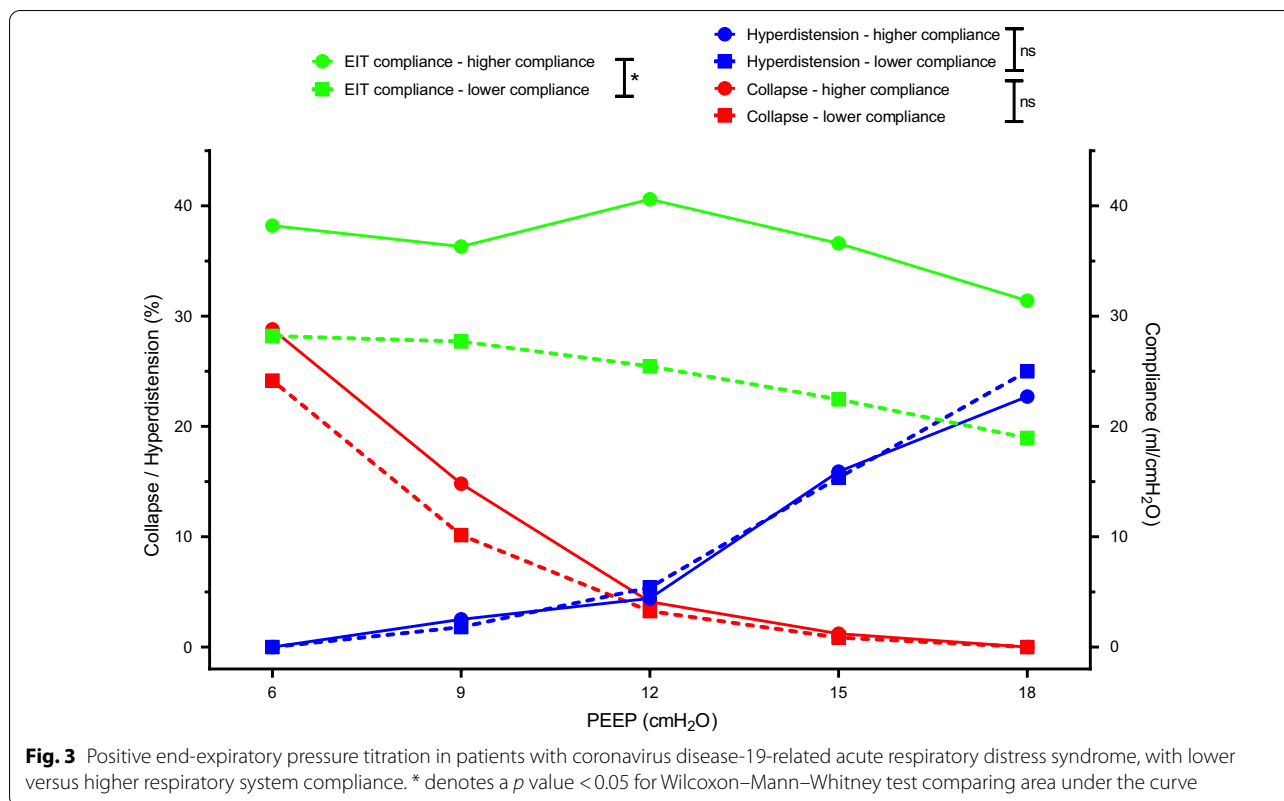 EIT compliance - higher compliance
EIT compliance - lower compliance
*
Hyperdistension - higher compliance
Hyperdistension - lower compliance
ns
Collapse - higher compliance
Collapse - lower compliance
ns
Collapse / Hyperdistension (%)
40
30
20
10
0
40
30
20
10
0
Compliance (ml/cmH₂O)
6 9 12 15 18
PEEP (cmH₂O)
Fig. 3 Positive end-expiratory pressure titration in patients with coronavirus disease-19-related acute respiratory distress syndrome, with lower
versus higher respiratory system compliance. * denotes a p value < 0.05 for Wilcoxon–Mann–Whitney test comparing area under the curve